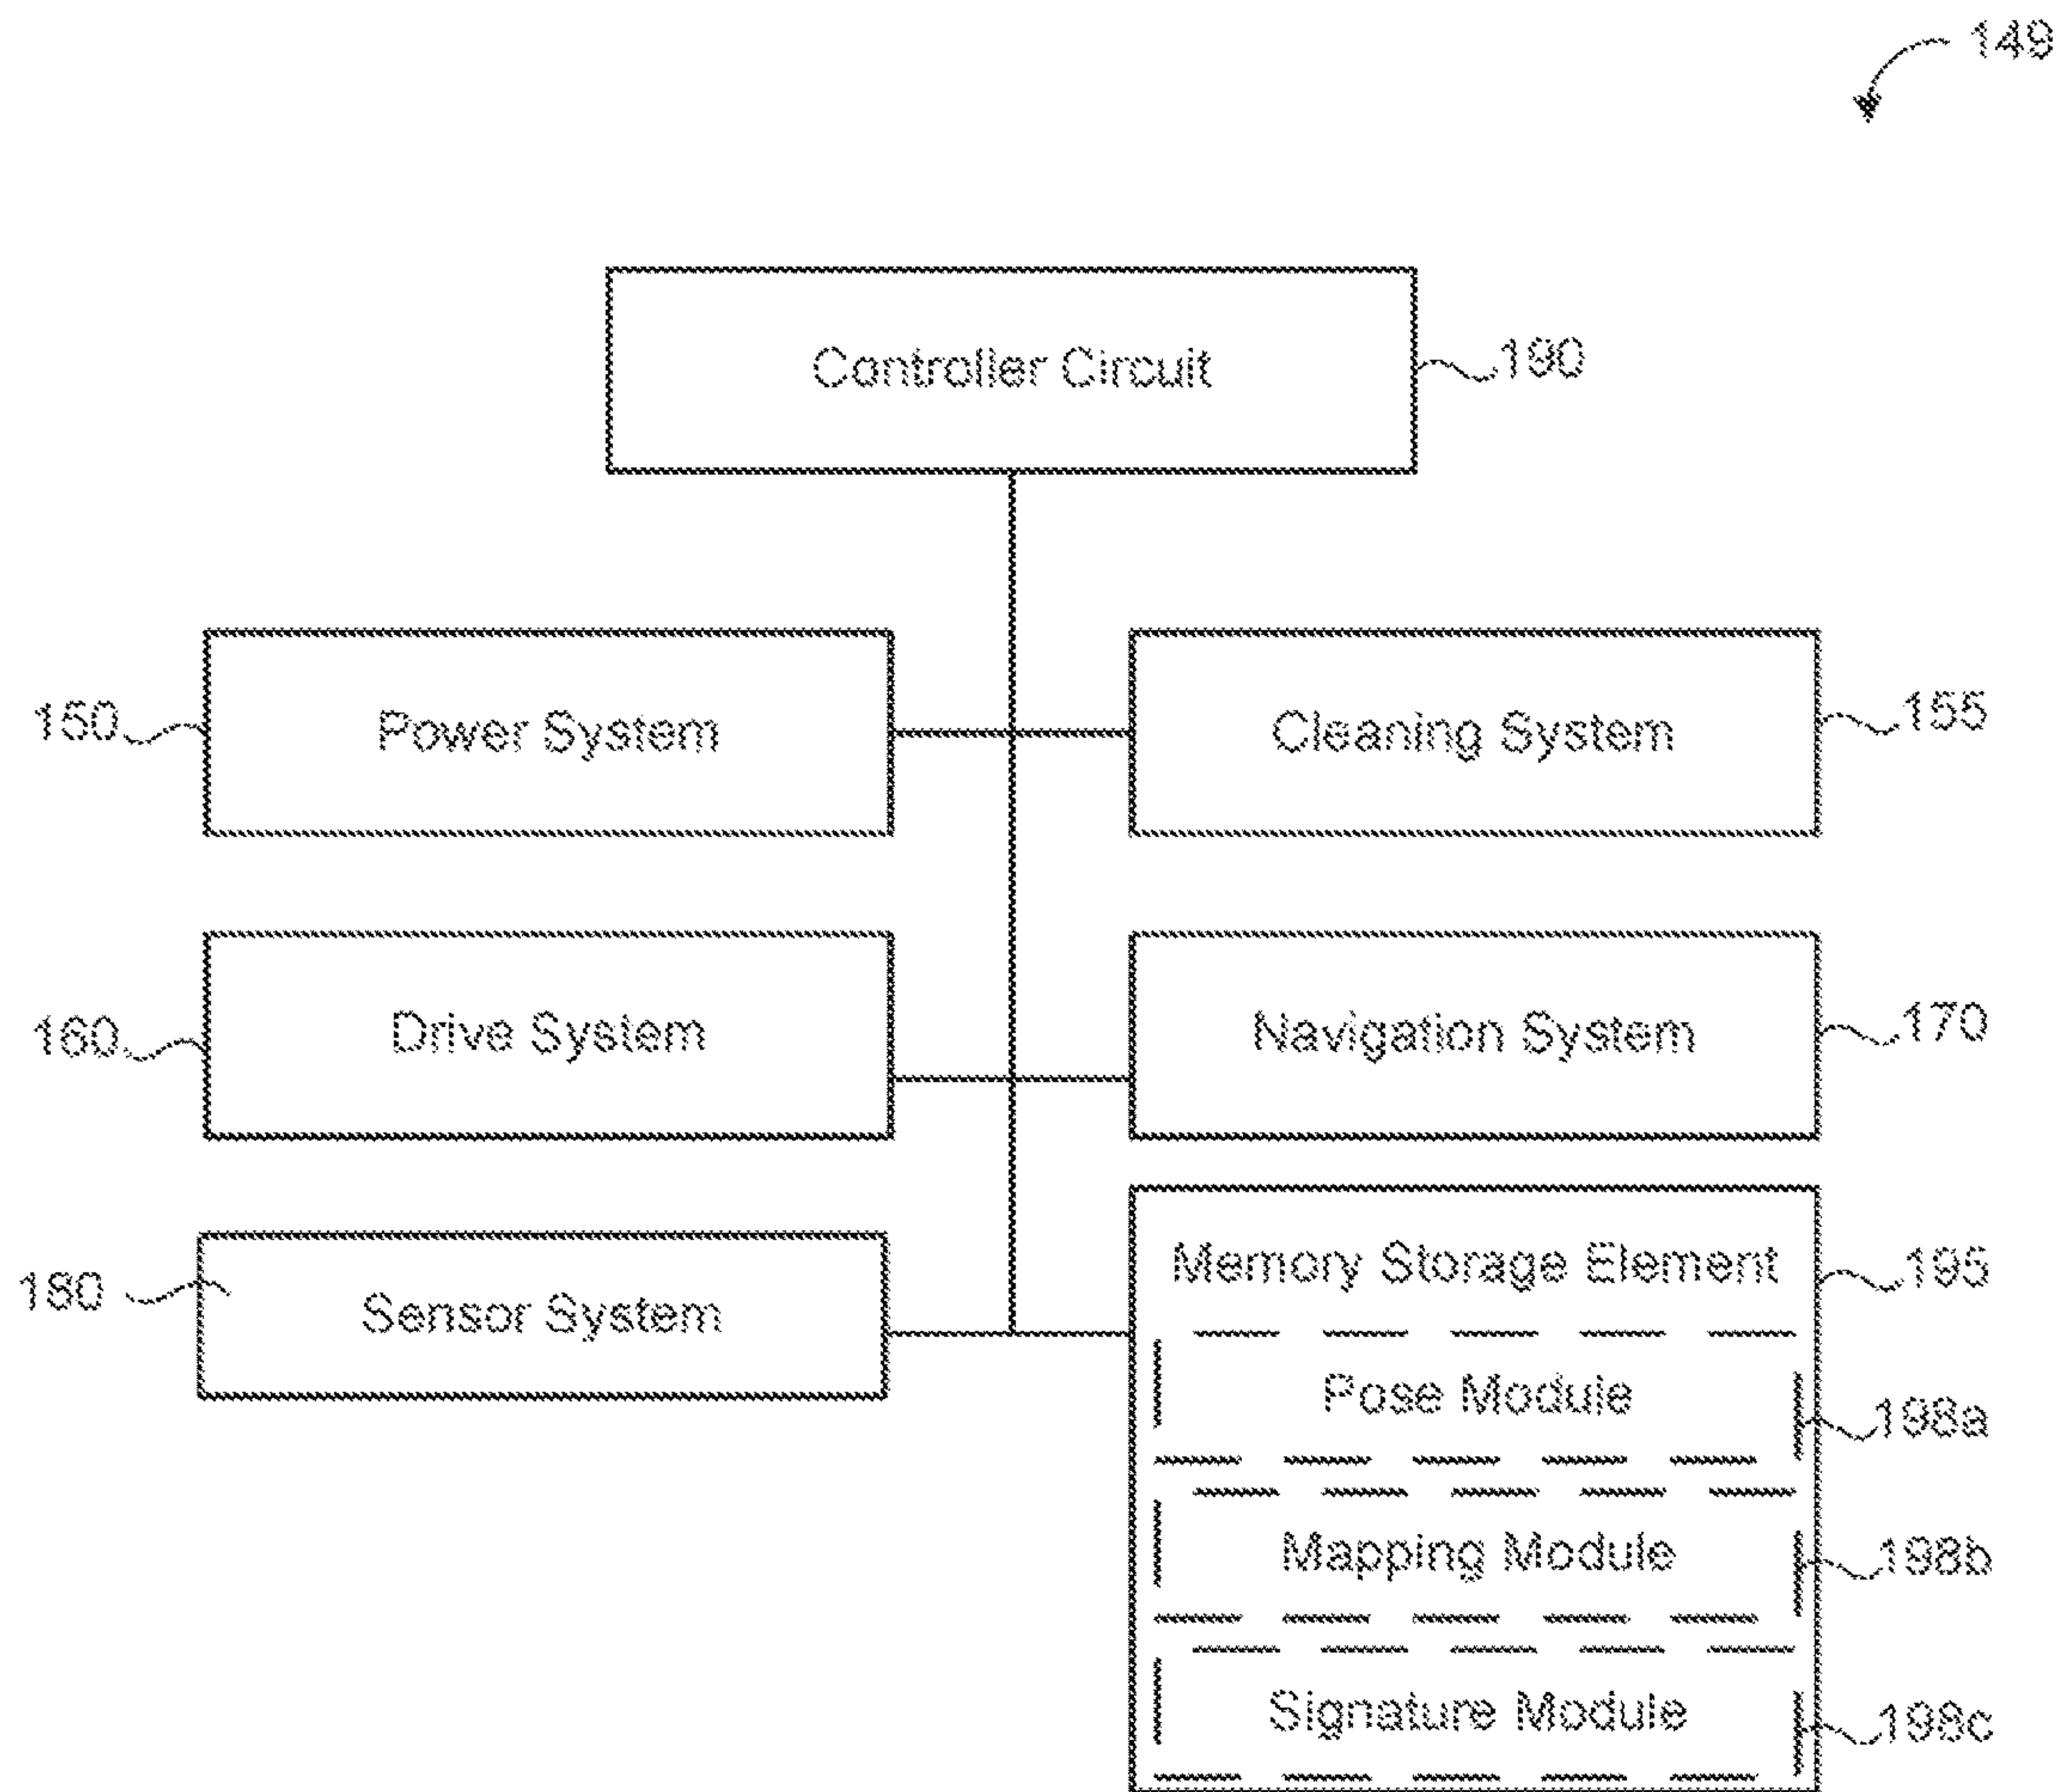 149
Controller Circuit
190
150
Power System
Cleaning System
155
160
Drive System
Navigation System
170
180
Sensor System
Memory Storage Element
195
Pose Module
198a
Mapping Module
198b
Signature Module
198c